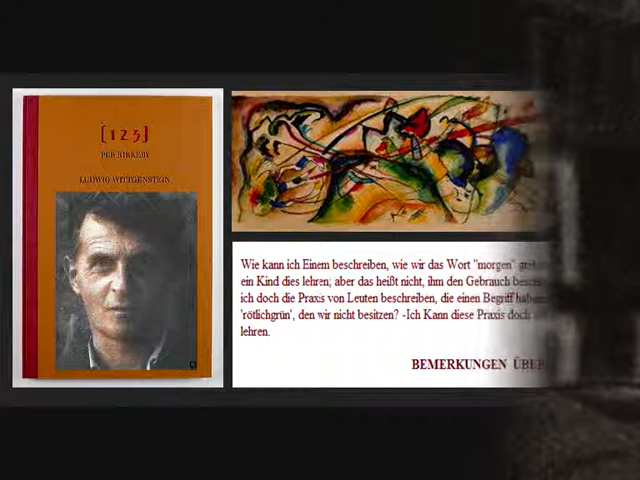 [123]
PER KIRKEBY
LUDWIG WITTGENSTEIN
Wie kann ich Einem beschreiben, wie wir das Wort "morgen"
ein Kind dies lehren; aber das heißt nicht, ihm den Gebrauch
ich doch die Praxis von Leuten beschreiben, die einen Begriff
'rötlichgrün', den wir nicht besitzen? -Ich Kann diese Praxis doch
lehren.
BEMERKUNGEN ÜBER